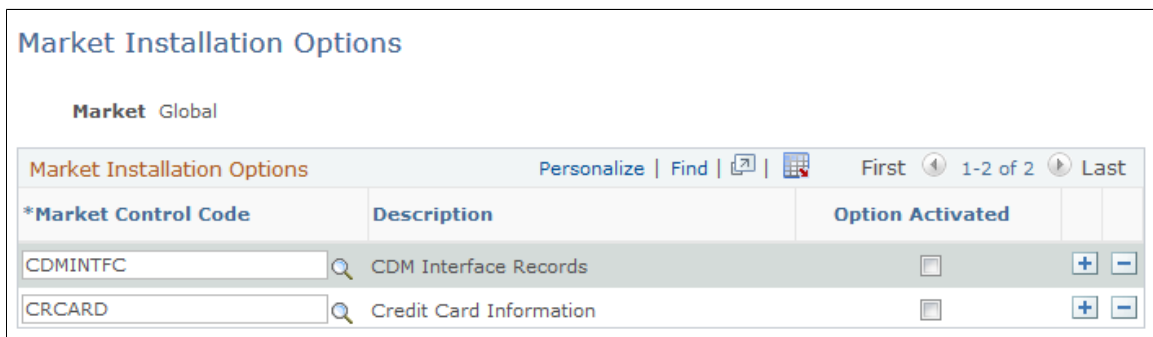 Market Installation Options
Market Global
Market Installation Options Personalize | Find | | First 1-2 of 2 Last
*Market Control Code Description Option Activated
CDMINTFC CDM Interface Records
CRCARD Credit Card Information